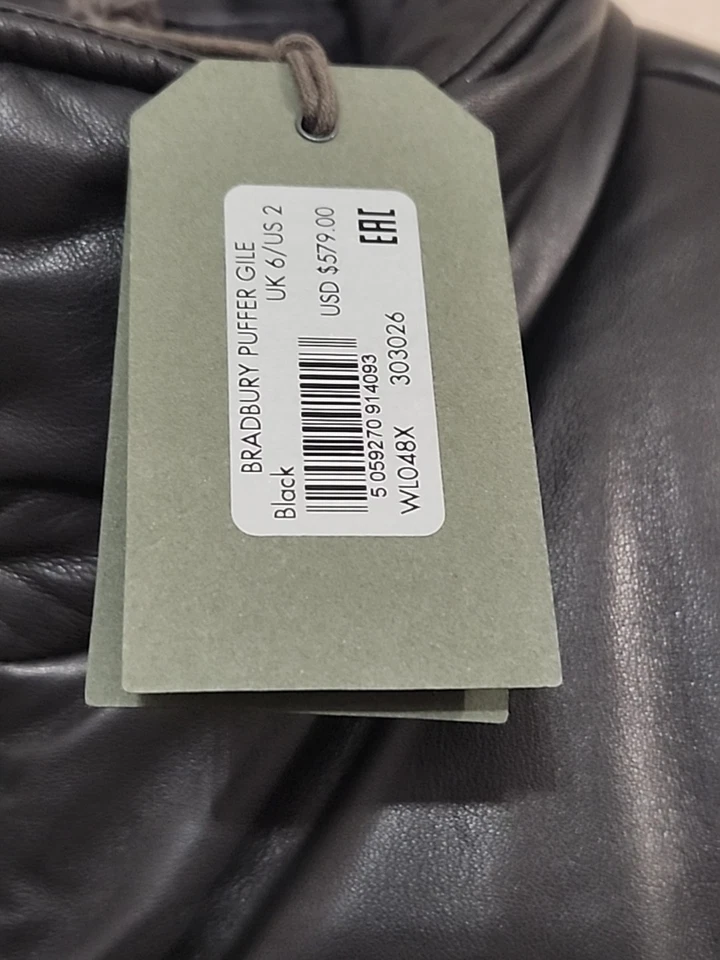 BRADBURY PUFFER GILE
Black UK 6/US 2
USD $579.00
5 059270 914093
WL048X 303026
EAC